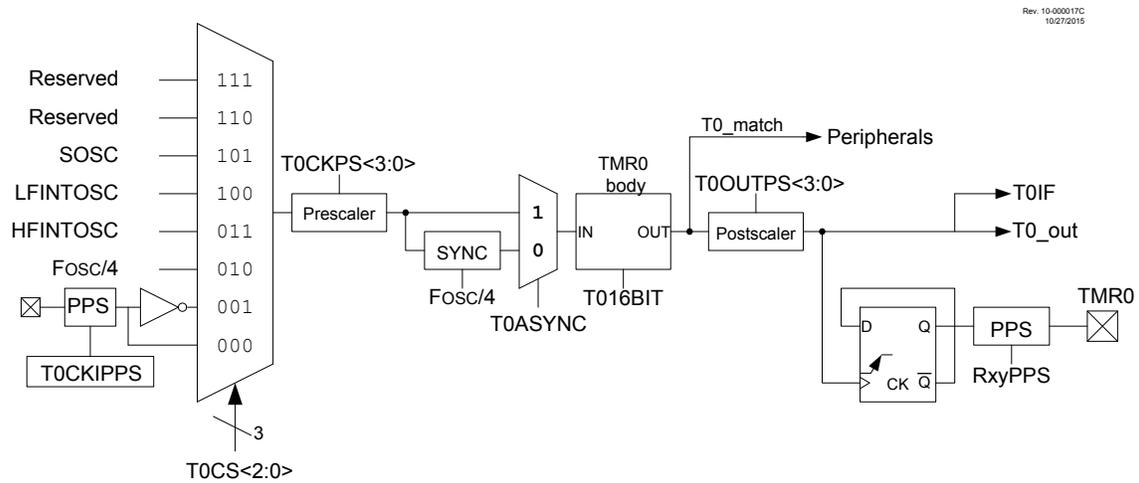 Rev. 10-000017C
10/27/2015
Reserved
111
Reserved
110
SOSC
101
LFINTOSC
100
HFINTOSC
011
FOSC/4
010
PPS
001
000
T0CKIPPS
3
T0CS<2:0>
T0CKPS<3:0>
Prescaler
SYNC
FOSC/4
1
0
T0ASYNC
TMR0
body
IN
OUT
T016BIT
T0_match
Peripherals
T0OUTPS<3:0>
Postscaler
T0IF
T0_out
D
Q
CK
Q̅
PPS
RxyPPS
TMR0